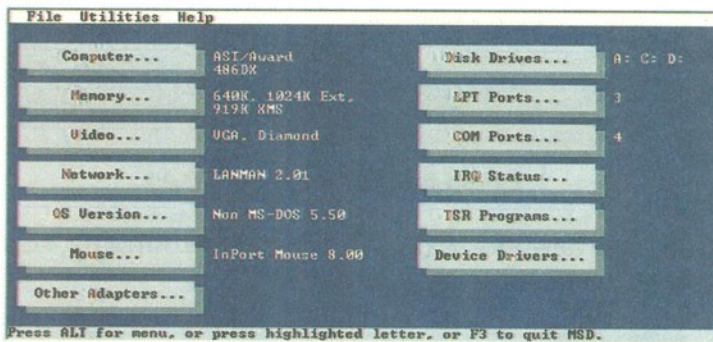 File Utilities Help
Computer... AST/Award
486DX
Memory... 640K, 1024K Ext,
919K XMS
Video... VGA, Diamond
Network... LANMAN 2.01
OS Version... Non MS-DOS 5.50
Mouse... InPort Mouse 8.00
Other Adapters...
Disk Drives... A: C: D:
LPT Ports... 3
COM Ports... 4
IRQ Status...
TSR Programs...
Device Drivers...
Press ALT for menu, or press highlighted letter, or F3 to quit MSD.